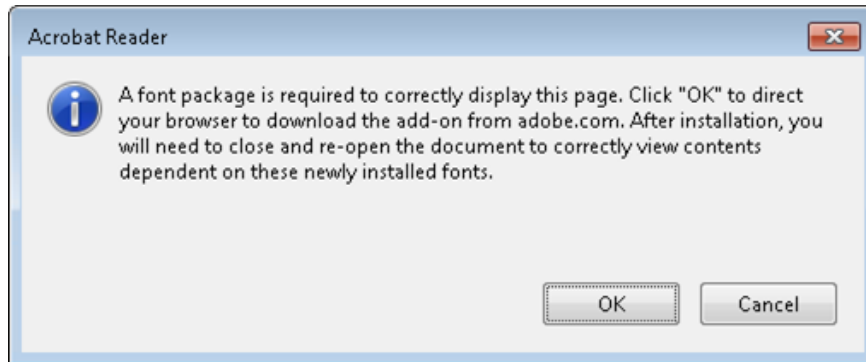 Acrobat Reader
A font package is required to correctly display this page. Click "OK" to direct
your browser to download the add-on from adobe.com. After installation, you
will need to close and re-open the document to correctly view contents
dependent on these newly installed fonts.
OK
Cancel